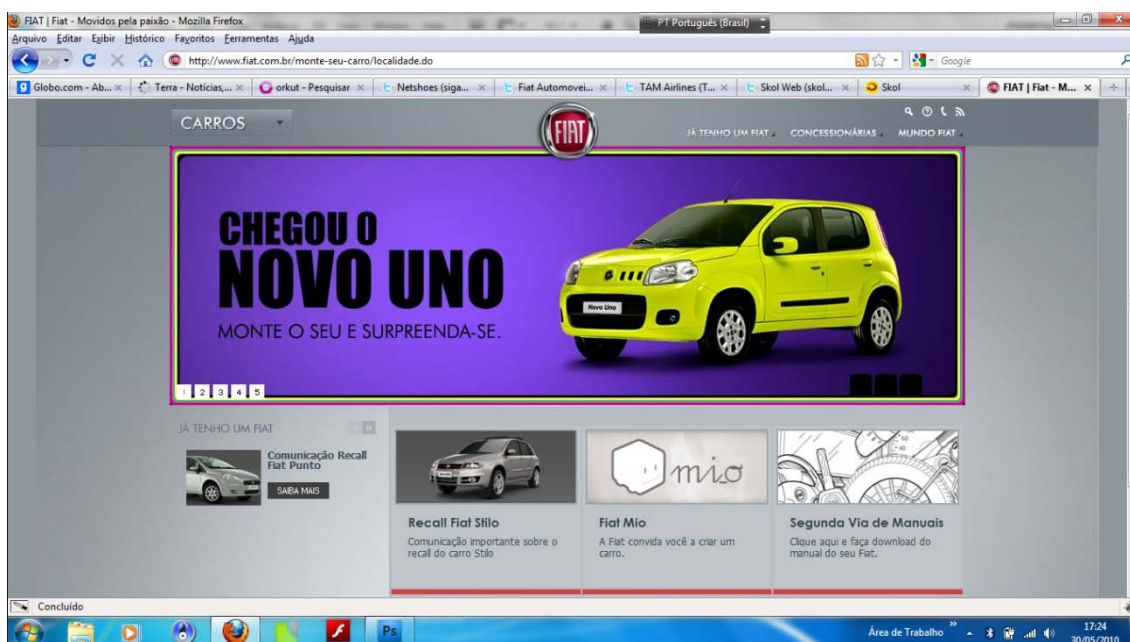 FIAT | Fiat - Movidos pela paixão - Mozilla Firefox
PT Português (Brasil)
Arquivo Editar Exibir Histórico Favoritos Ferramentas Ajuda
http://www.fiat.com.br/monte-seu-carro/localidade.do
Google
Globo.com - Ab...
Terra - Notícias,...
orkut - Pesquisar
Netshoes (siga...
Fiat Automovei...
TAM Airlines (T...
Skol Web (skol...
Skol
FIAT | Fiat - M...
CARROS
FIAT
JÁ TENHO UM FIAT
CONCESSIONÁRIAS
MUNDO FIAT
CHEGOU O
NOVO UNO
MONTE O SEU E SURPREENDA-SE.
Novo Uno
1 2 3 4 5
JÁ TENHO UM FIAT
Comunicação Recall
Fiat Punto
SAIBA MAIS
mio
Recall Fiat Stilo
Comunicação importante sobre o
recall do carro Stilo
Fiat Mio
A Fiat convida você a criar um
carro.
Segunda Via de Manuais
Clique aqui e faça download do
manual do seu Fiat.
Concluído
Ps
Área de Trabalho
17:24
30/05/2010